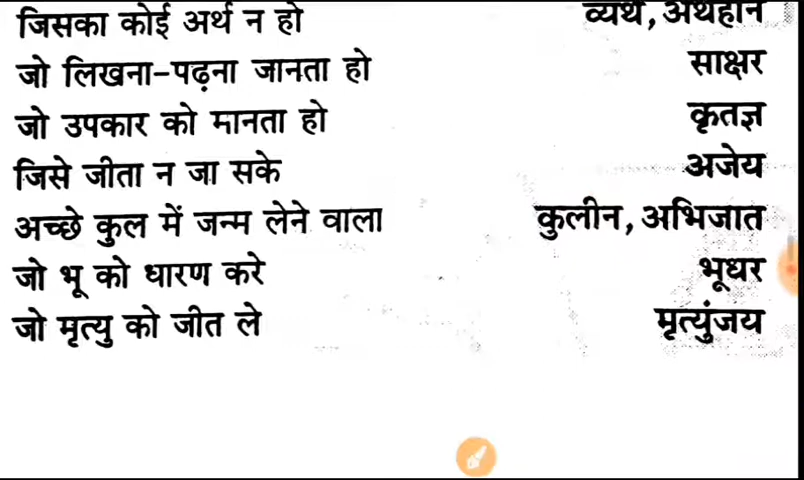 जिसका कोई अर्थ न हो व्यर्थ, अर्थहीन
जो लिखना-पढ़ना जानता हो साक्षर
जो उपकार को मानता हो कृतज्ञ
जिसे जीता न जा सके अजेय
अच्छे कुल में जन्म लेने वाला कुलीन, अभिजात
जो भू को धारण करे भूधर
जो मृत्यु को जीत ले मृत्युंजय